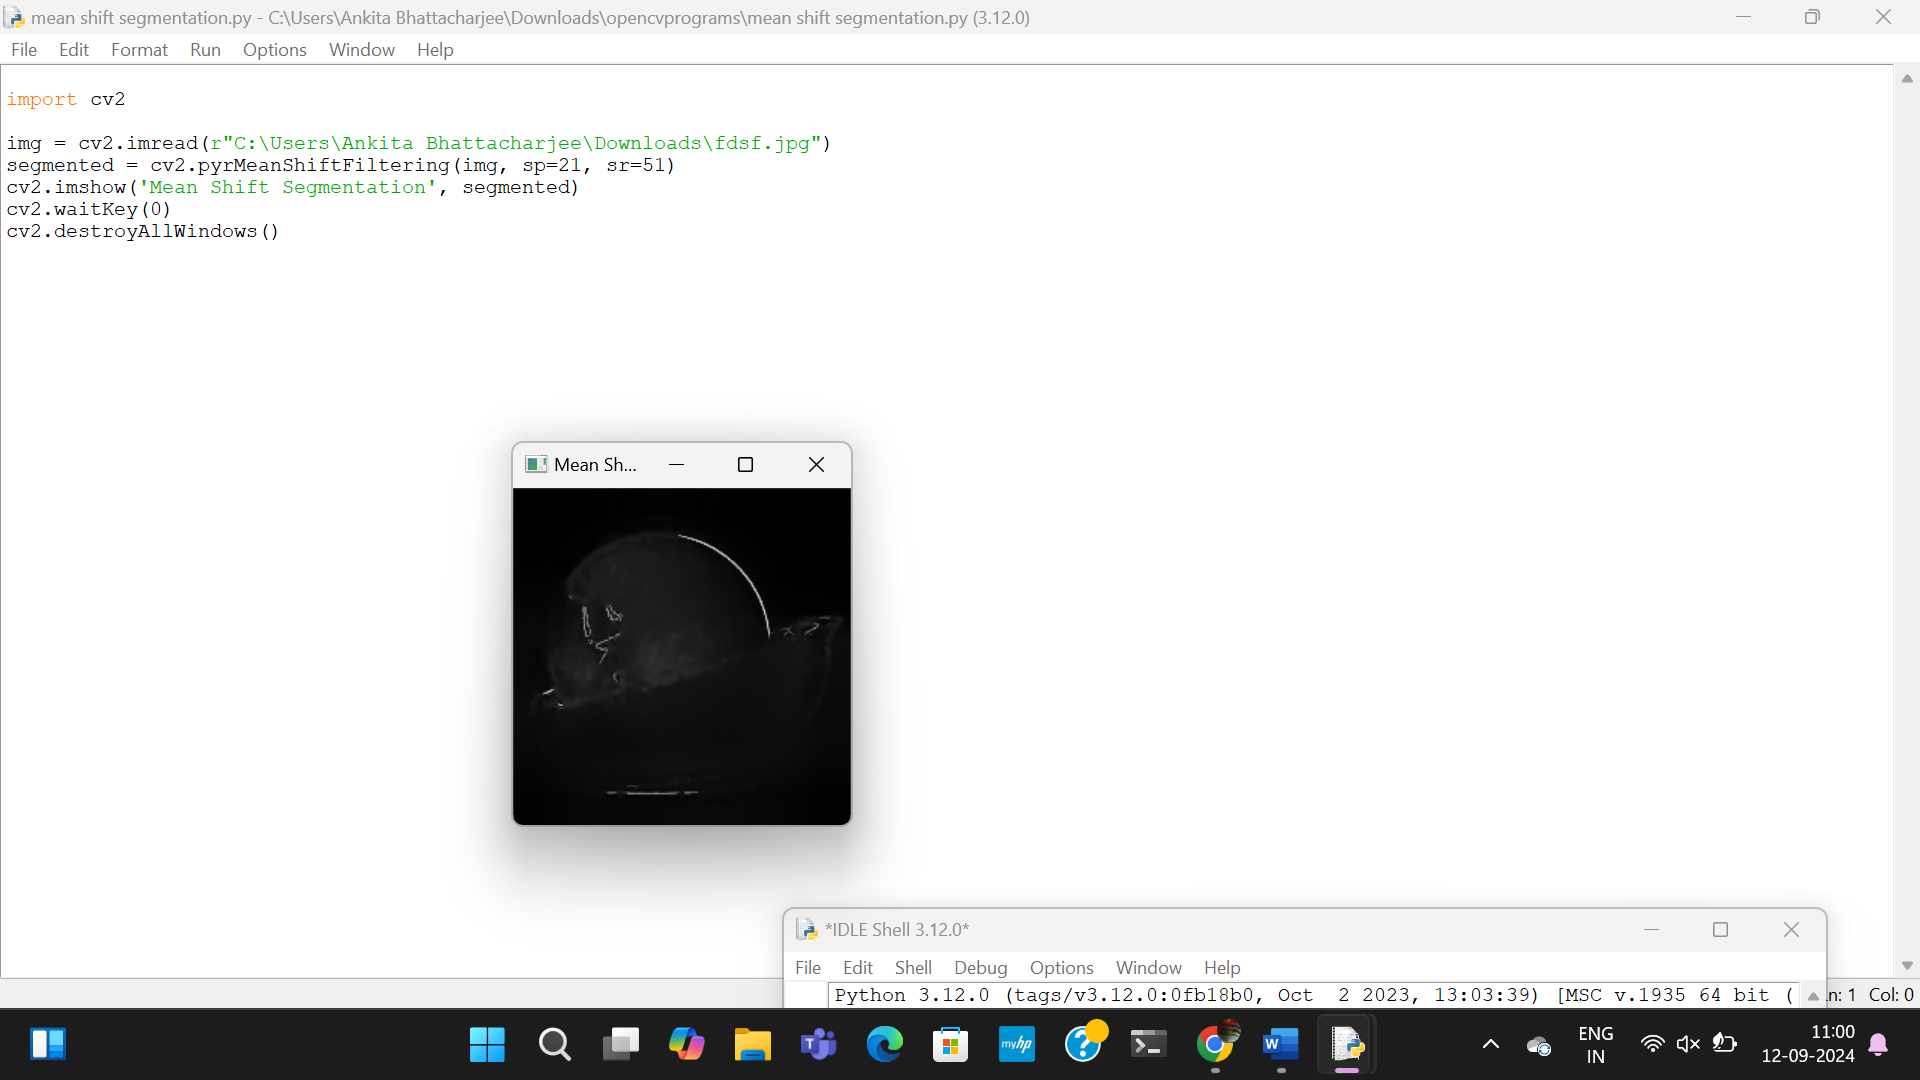 mean shift segmentation.py - C:\Users\Ankita Bhattacharjee\Downloads\opencvprograms\mean shift segmentation.py (3.12.0)
File Edit Format Run Options Window Help
import cv2
img = cv2.imread(r"C:\Users\Ankita Bhattacharjee\Downloads\fdsf.jpg")
segmented = cv2.pyrMeanShiftFiltering(img, sp=21, sr=51)
cv2.imshow('Mean Shift Segmentation', segmented)
cv2.waitKey(0)
cv2.destroyAllWindows()
Mean Sh...
*IDLE Shell 3.12.0*
File Edit Shell Debug Options Window Help
Python 3.12.0 (tags/v3.12.0:0fb18b0, Oct  2 2023, 13:03:39) [MSC v.1935 64 bit (
n: 1 Col: 0
myhp
ENG
IN
11:00
12-09-2024